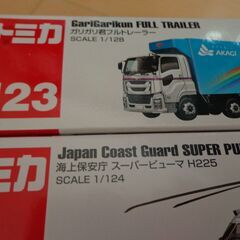 トミカ
GariGarikun FULL TRAILER
ガリガリ君フルトレーラー
SCALE 1/128
AKAGI
23
トミカ
Japan Coast Guard SUPER PU
海上保安庁 スーパーピューマ H225
SCALE 1/124